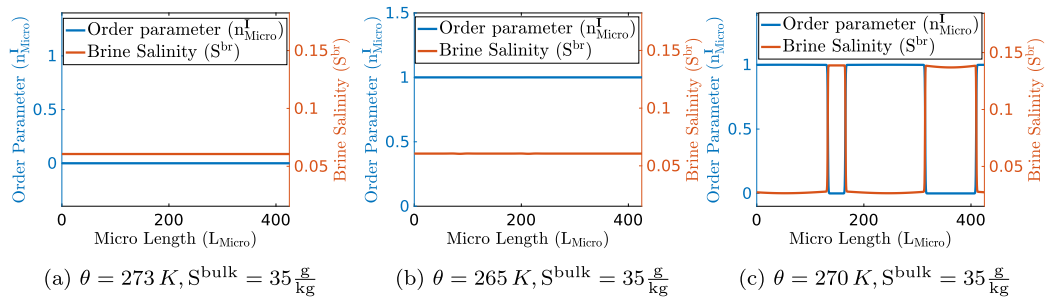 Order parameter (n^I_Micro)
Brine Salinity (S^br)
Order Parameter (n^I_Micro)
1
0.5
0
0.15
0.1
0.05
Brine Salinity (S^br)
0 200 400
Micro Length (L_Micro)
(a) θ = 273 K, S^bulk = 35 g/kg
Order parameter (n^I_Micro)
Brine Salinity (S^br)
Order Parameter (n^I_Micro)
1.5
1
0.5
0
0.15
0.1
0.05
Brine Salinity (S^br)
0 200 400
Micro Length (L_Micro)
(b) θ = 265 K, S^bulk = 35 g/kg
Order parameter (n^I_Micro)
Brine Salinity (S^br)
Order Parameter (n^I_Micro)
1
0.5
0
0.15
0.1
0.05
Brine Salinity (S^br)
0 200 400
Micro Length (L_Micro)
(c) θ = 270 K, S^bulk = 35 g/kg